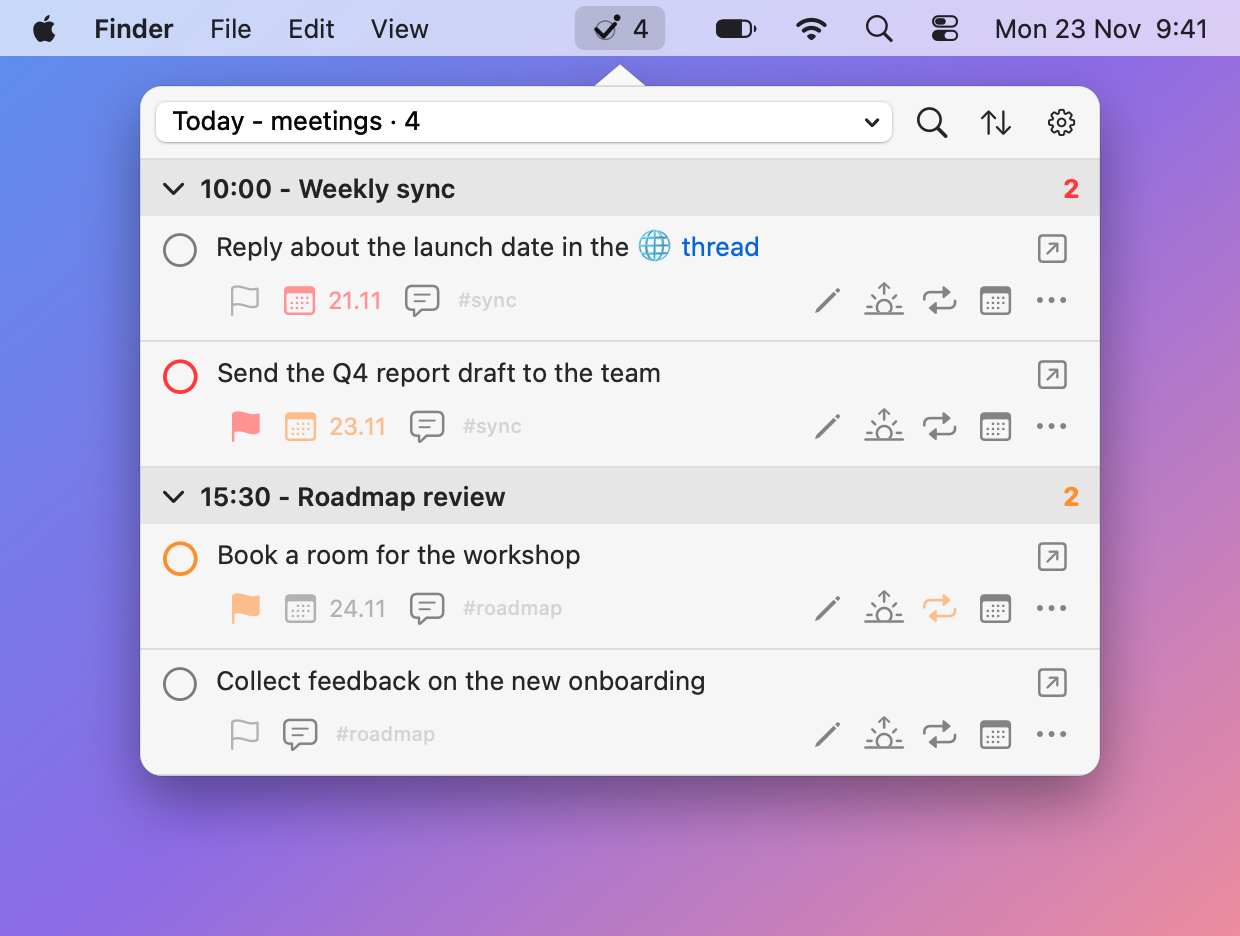 Finder File Edit View 4 Mon 23 Nov 9:41
Today - meetings · 4
10:00 - Weekly sync 2
Reply about the launch date in the thread
21.11 #sync
Send the Q4 report draft to the team
23.11 #sync
15:30 - Roadmap review 2
Book a room for the workshop
24.11 #roadmap
Collect feedback on the new onboarding
#roadmap